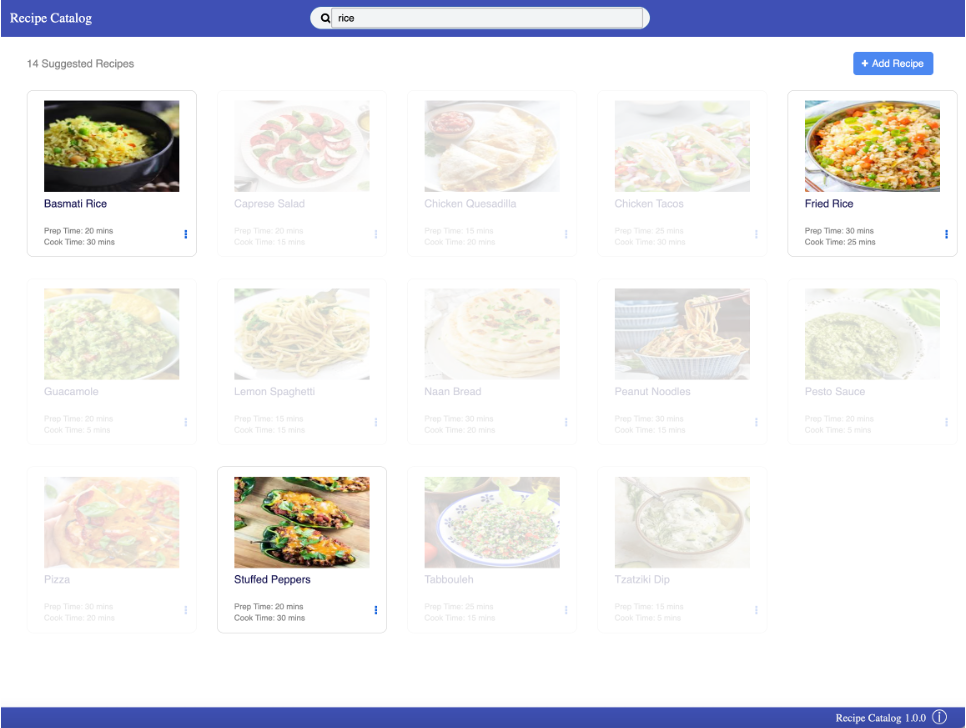 Recipe Catalog
rice
14 Suggested Recipes
+ Add Recipe
Basmati Rice
Prep Time: 20 mins
Cook Time: 30 mins
Caprese Salad
Prep Time: 20 mins
Cook Time: 15 mins
Chicken Quesadilla
Prep Time: 15 mins
Cook Time: 20 mins
Chicken Tacos
Prep Time: 25 mins
Cook Time: 30 mins
Fried Rice
Prep Time: 30 mins
Cook Time: 25 mins
Guacamole
Prep Time: 20 mins
Cook Time: 5 mins
Lemon Spaghetti
Prep Time: 15 mins
Cook Time: 15 mins
Naan Bread
Prep Time: 30 mins
Cook Time: 20 mins
Peanut Noodles
Prep Time: 30 mins
Cook Time: 15 mins
Pesto Sauce
Prep Time: 20 mins
Cook Time: 5 mins
Pizza
Prep Time: 30 mins
Cook Time: 20 mins
Stuffed Peppers
Prep Time: 20 mins
Cook Time: 30 mins
Tabbouleh
Prep Time: 25 mins
Cook Time: 15 mins
Tzatziki Dip
Prep Time: 15 mins
Cook Time: 5 mins
Recipe Catalog 1.0.0